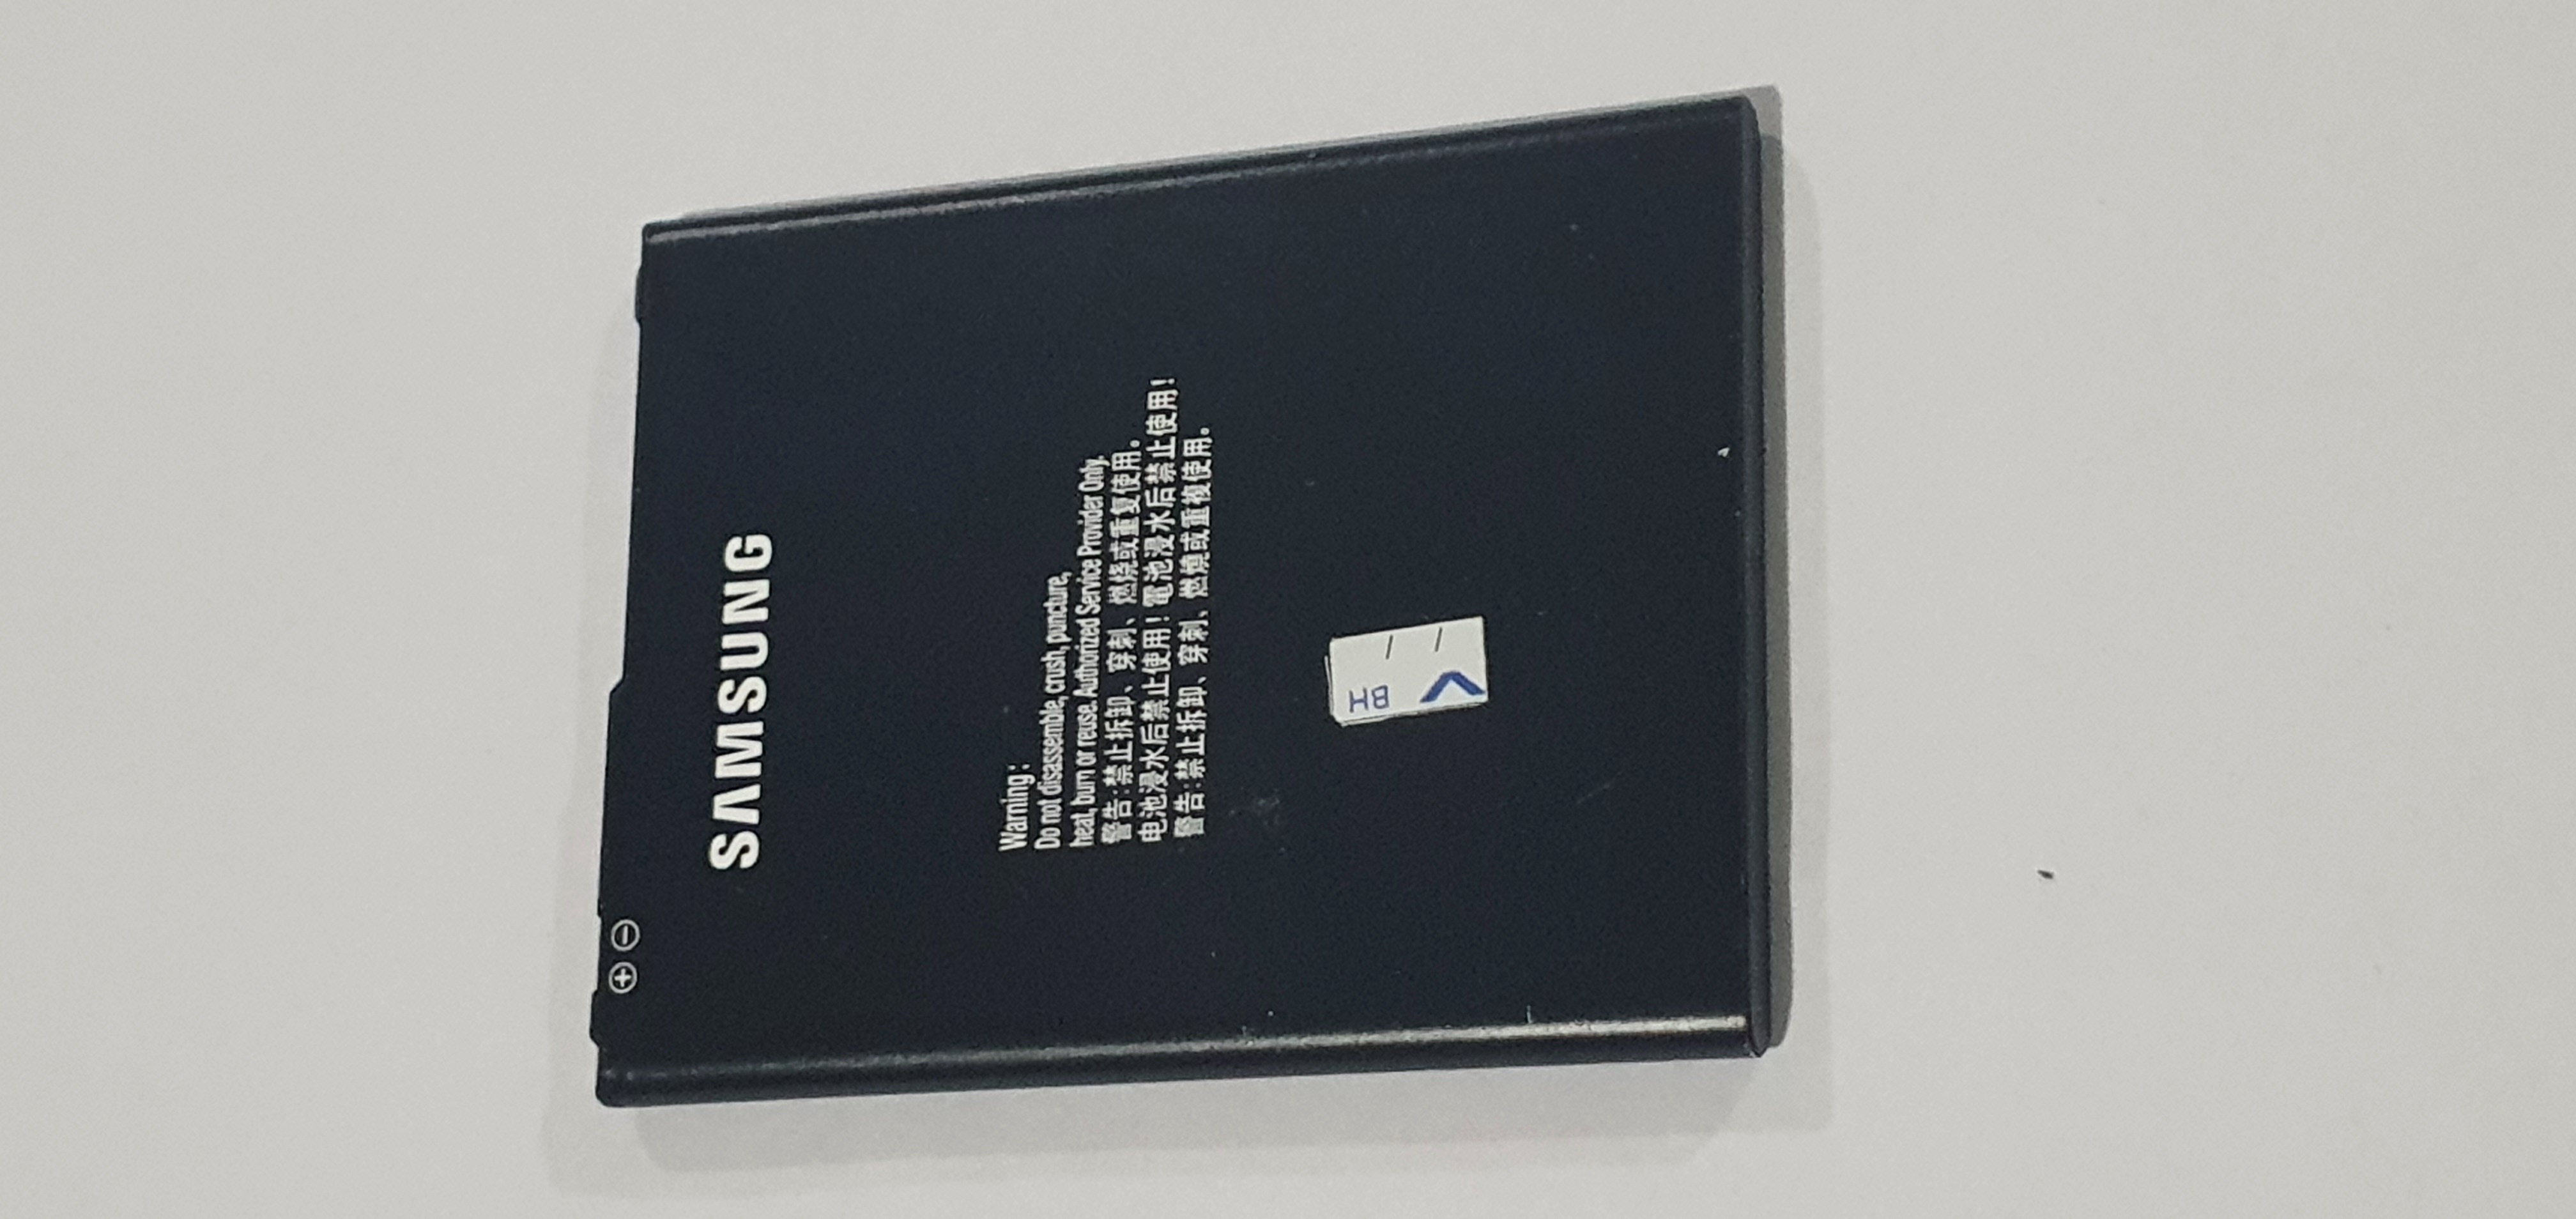 ⊕ ⊖
SAMSUNG
Warning :
Do not disassemble, crush, puncture,
heat, burn or reuse. Authorized Service Provider Only.
警告:禁止拆卸、穿刺、燃烧或重复使用。
电池浸水后禁止使用! 電池浸水后禁止使用!
警告:禁止拆卸、穿刺、燃燒或重複使用。
BH